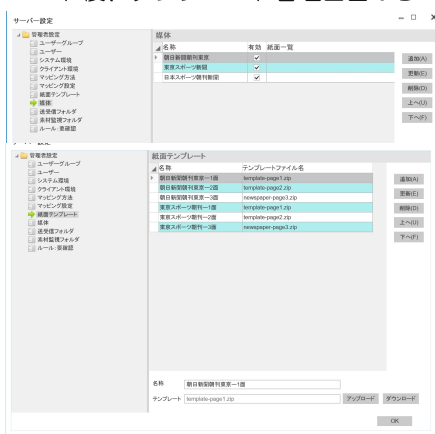 サーバー設定
管理者設定
ユーザーグループ
ユーザー
システム環境
クライアント環境
マッピング方法
マッピング設定
紙面テンプレート
媒体
送受信フォルダ
素材監視フォルダ
ルール:要確認
媒体
名称 有効 紙面一覧
朝日新聞朝刊東京
東京スポーツ新聞
日本スポーツ朝刊新聞
追加(A)
更新(E)
削除(D)
上へ(U)
下へ(F)
管理者設定
ユーザーグループ
ユーザー
システム環境
クライアント環境
マッピング方法
マッピング設定
紙面テンプレート
媒体
送受信フォルダ
素材監視フォルダ
ルール:要確認
紙面テンプレート
名称 テンプレートファイル名
朝日新聞朝刊東京ー1面 template-page1.zip
朝日新聞朝刊東京ー2面 template-page2.zip
朝日新聞朝刊東京ー3面 newspaper-page3.zip
東京スポーツ朝刊ー1面 template-page1.zip
東京スポーツ朝刊ー2面 template-page2.zip
東京スポーツ朝刊ー3面 newspaper-page3.zip
追加(A)
更新(E)
削除(D)
上へ(U)
下へ(F)
名称 朝日新聞朝刊東京ー1面
テンプレート template-page1.zip アップロード ダウンロード
OK